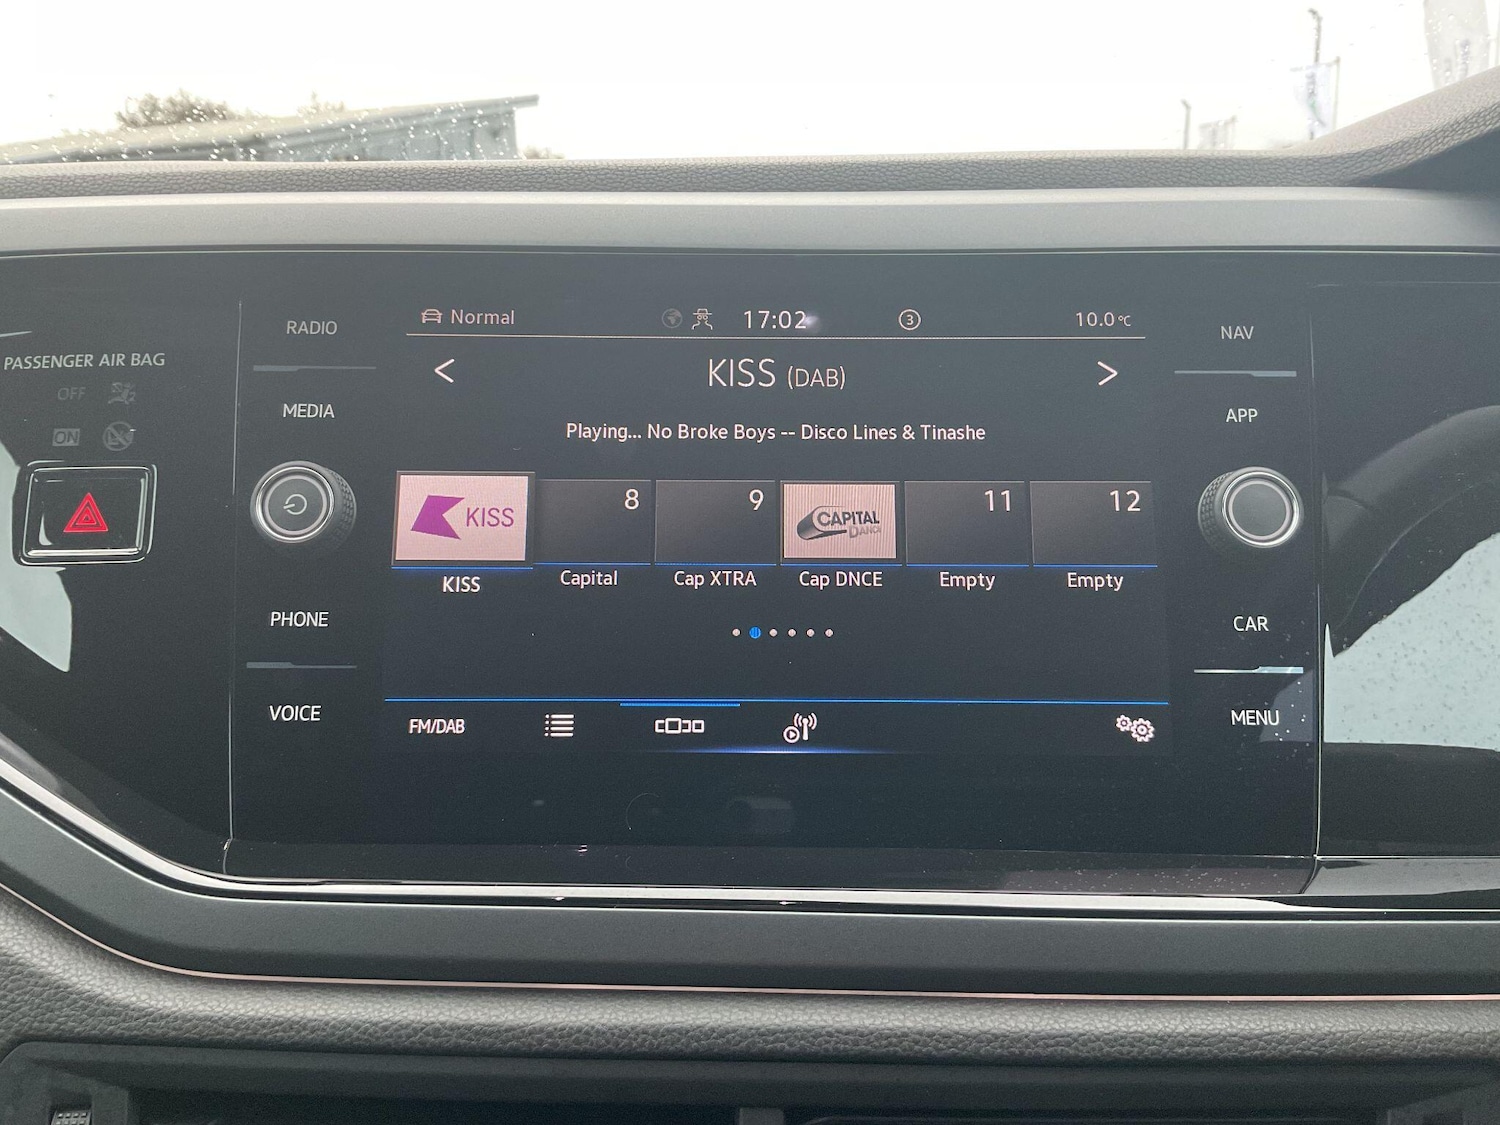 RADIO
MEDIA
PHONE
VOICE
PASSENGER AIR BAG
OFF
ON
Normal
17:02
3
10.0°C
< KISS (DAB) >
Playing... No Broke Boys -- Disco Lines & Tinashe
KISS
8
9
CAPITAL
DANCE
11
12
KISS
Capital
Cap XTRA
Cap DNCE
Empty
Empty
FM/DAB
NAV
APP
CAR
MENU